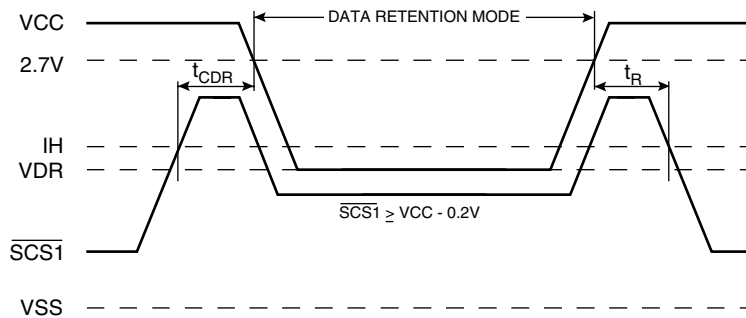 VCC
DATA RETENTION MODE
2.7V
tCDR
tR
IH
VDR
SCS1 ≥ VCC - 0.2V
SCS1
VSS